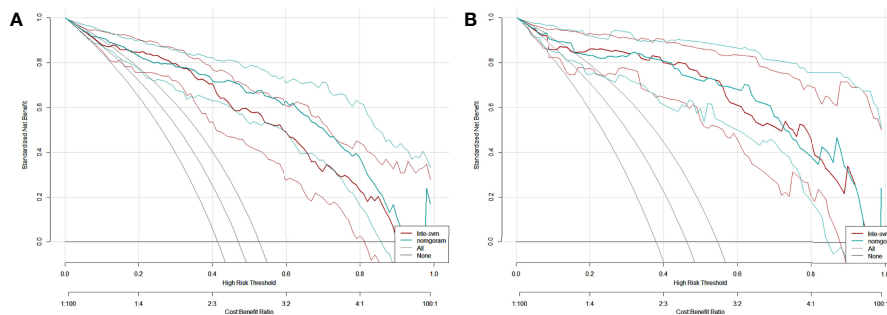 A
1.0
0.8
0.6
0.4
0.2
0.0
Standardized Net Benefit
Inte-svm
nomgoram
All
None
0.0 0.4 0.6 0.8 1.0
High Risk Threshold
1:100 1:4 2:3 3:2 4:1 100:1
Cost:Benefit Ratio
B
1.0
0.8
0.6
0.4
0.2
0.0
Standardized Net Benefit
Inte-svm
nomgoram
All
None
0.0 0.2 0.4 0.6 0.8 1.0
High Risk Threshold
1:100 1:4 2:3 3:2 4:1 100:1
Cost:Benefit Ratio